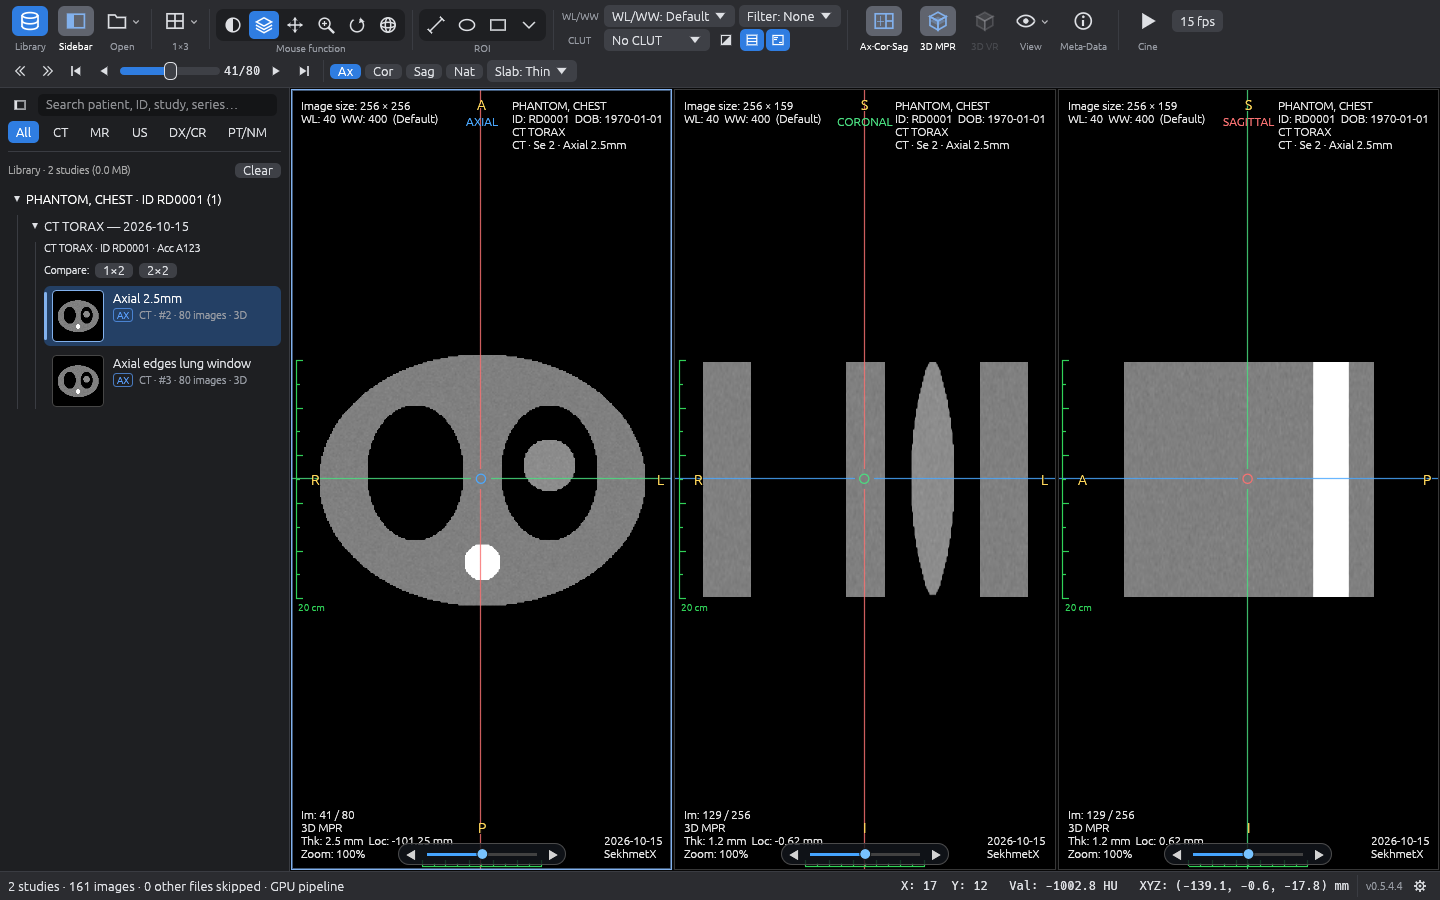 WL/WW
WL/WW: Default
Filter: None
CLUT
No CLUT
15 fps
Library
Sidebar
Open
1×3
Mouse function
ROI
Ax-Cor-Sag
3D MPR
3D VR
View
Meta-Data
Cine
41/80
Ax
Cor
Sag
Nat
Slab: Thin
Search patient, ID, study, series…
All
CT
MR
US
DX/CR
PT/NM
Library · 2 studies (0.0 MB)
Clear
PHANTOM, CHEST · ID RD0001 (1)
CT TORAX — 2026-10-15
CT TORAX · ID RD0001 · Acc A123
Compare:
1×2
2×2
Axial 2.5mm
AX
CT · #2 · 80 images · 3D
Axial edges lung window
AX
CT · #3 · 80 images · 3D
Image size: 256 × 256
WL: 40 WW: 400 (Default)
A
AXIAL
PHANTOM, CHEST
ID: RD0001 DOB: 1970-01-01
CT TORAX
CT · Se 2 · Axial 2.5mm
R
L
20 cm
Im: 41 / 80
3D MPR
Thk: 2.5 mm Loc: -101.25 mm
Zoom: 100%
P
2026-10-15
SekhmetX
Image size: 256 × 159
WL: 40 WW: 400 (Default)
S
CORONAL
PHANTOM, CHEST
ID: RD0001 DOB: 1970-01-01
CT TORAX
CT · Se 2 · Axial 2.5mm
R
L
20 cm
Im: 129 / 256
3D MPR
Thk: 1.2 mm Loc: -0.62 mm
Zoom: 100%
I
2026-10-15
SekhmetX
Image size: 256 × 159
WL: 40 WW: 400 (Default)
S
SAGITTAL
PHANTOM, CHEST
ID: RD0001 DOB: 1970-01-01
CT TORAX
CT · Se 2 · Axial 2.5mm
A
P
20 cm
Im: 129 / 256
3D MPR
Thk: 1.2 mm Loc: 0.62 mm
Zoom: 100%
I
2026-10-15
SekhmetX
2 studies · 161 images · 0 other files skipped · GPU pipeline
X: 17 Y: 12 Val: -1002.8 HU XYZ: (-139.1, -0.6, -17.8) mm
v0.5.4.4